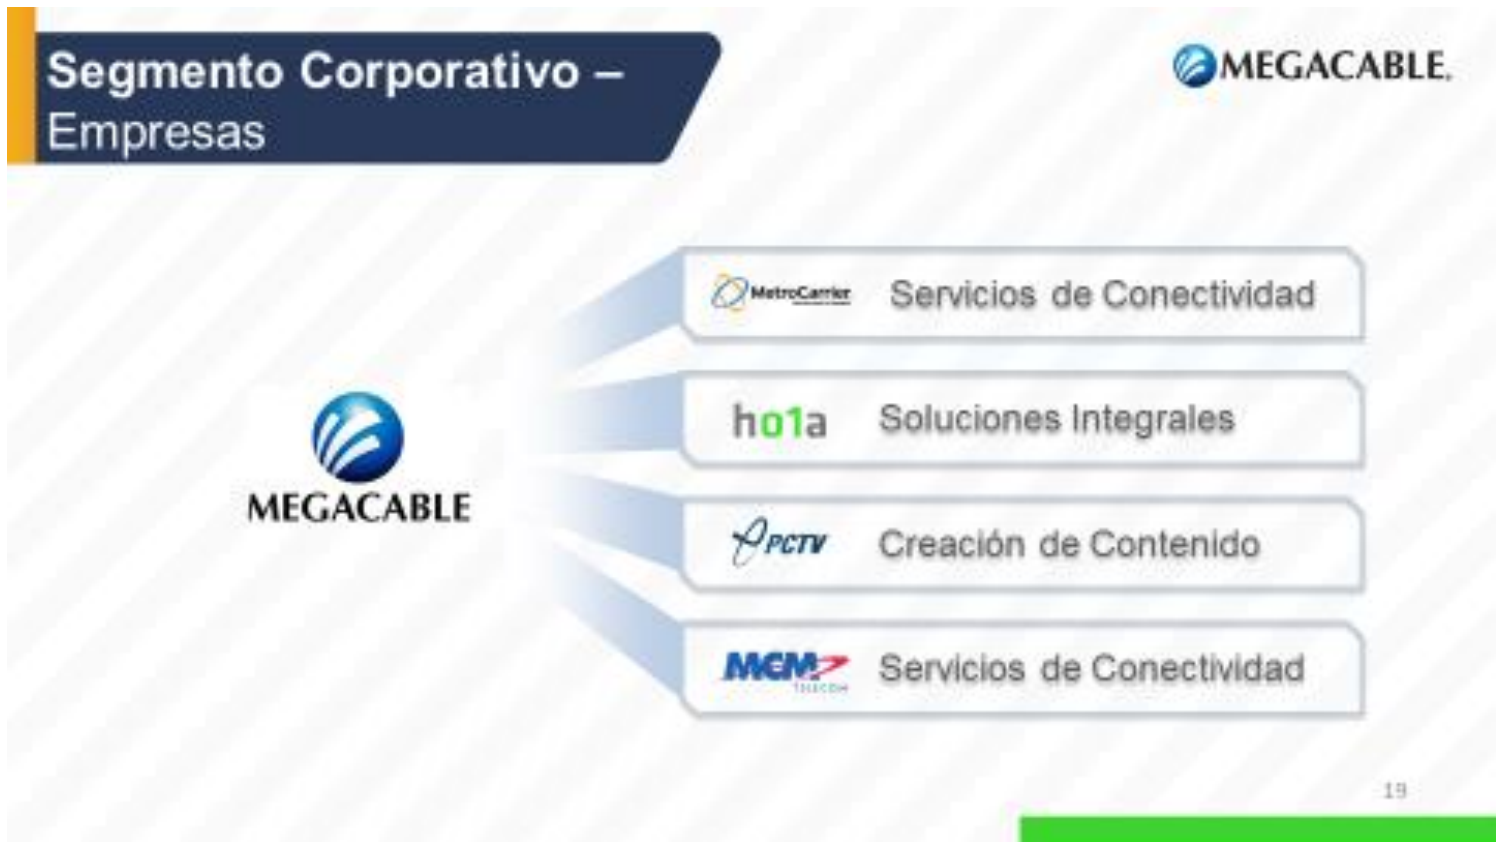 Segmento Corporativo –
Empresas
MEGACABLE
MetroCarrier Servicios de Conectividad
ho1a Soluciones Integrales
MEGACABLE
PCTV Creación de Contenido
MCM TELECOM Servicios de Conectividad
19